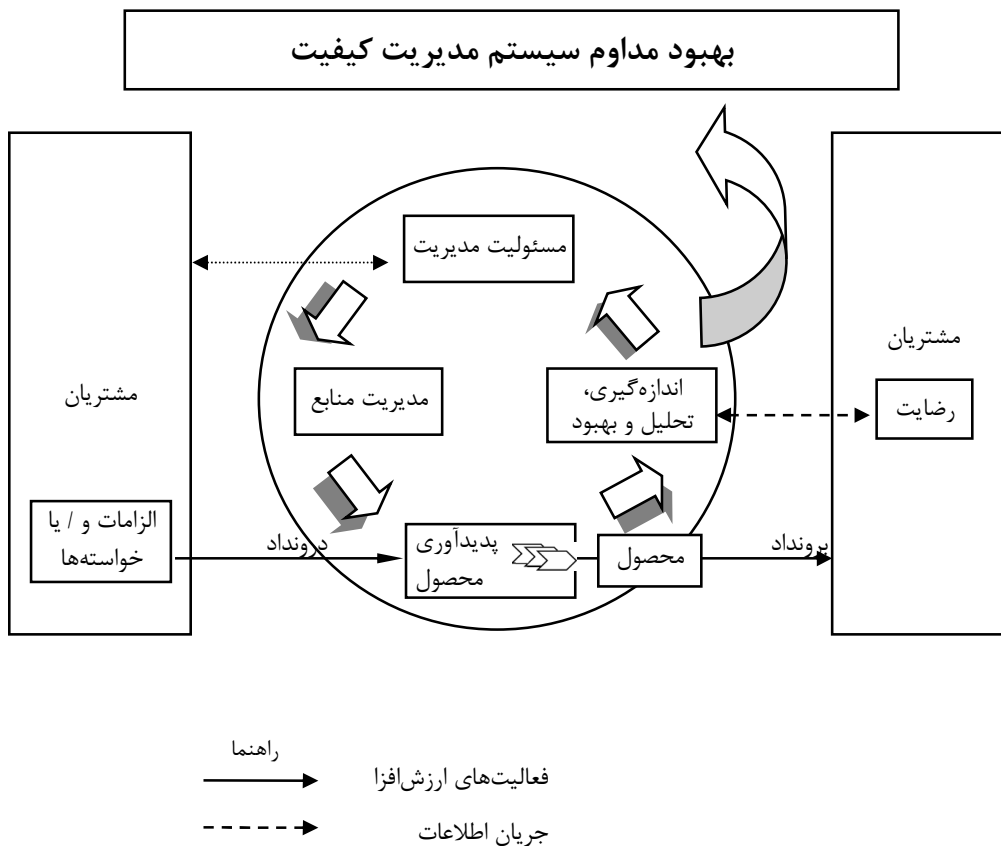 بهبود مداوم سیستم مدیریت کیفیت
مسئولیت مدیریت
مشتریان
مشتریان
مدیریت منابع
اندازه‌گیری،
تحلیل و بهبود
رضایت
الزامات و / یا
خواسته‌ها
درونداد
پدیدآوری
محصول
محصول
برونداد
راهنما
فعالیت‌های ارزش‌افزا
جریان اطلاعات